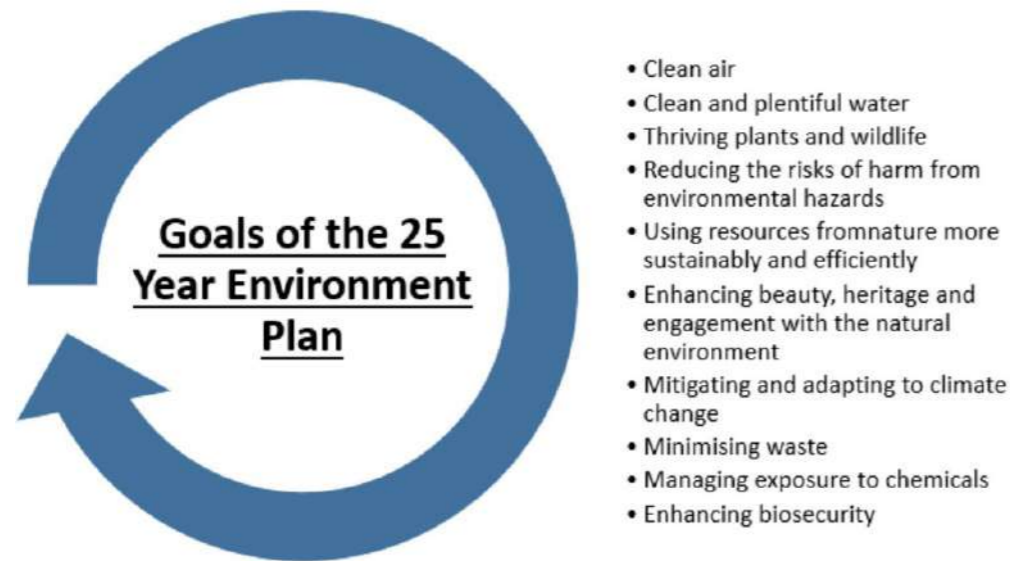 Goals of the 25
Year Environment
Plan
• Clean air
• Clean and plentiful water
• Thriving plants and wildlife
• Reducing the risks of harm from
environmental hazards
• Using resources fromnature more
sustainably and efficiently
• Enhancing beauty, heritage and
engagement with the natural
environment
• Mitigating and adapting to climate
change
• Minimising waste
• Managing exposure to chemicals
• Enhancing biosecurity